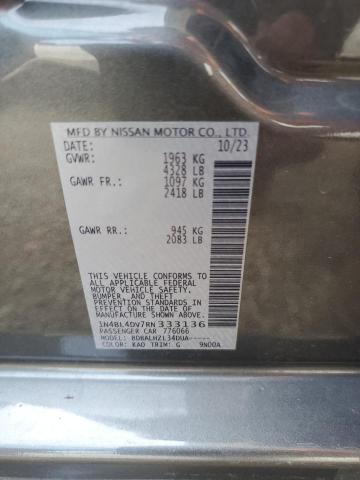 MFD BY NISSAN MOTOR CO., LTD.
DATE: 10/23
GVWR: 1963 KG
4328 LB
GAWR FR.: 1097 KG
2418 LB
GAWR RR.: 945 KG
2083 LB
THIS VEHICLE CONFORMS TO
ALL APPLICABLE FEDERAL
MOTOR VEHICLE SAFETY,
BUMPER, AND THEFT
PREVENTION STANDARDS IN
EFFECT ON THE DATE OF
MANUFACTURE SHOWN ABOVE.
1N4BL4DV7RN333136
PASSENGER CAR 776066
MODEL: BDBALHZL34DUA-----
COLOR: KAD TRIM: G 9N00A